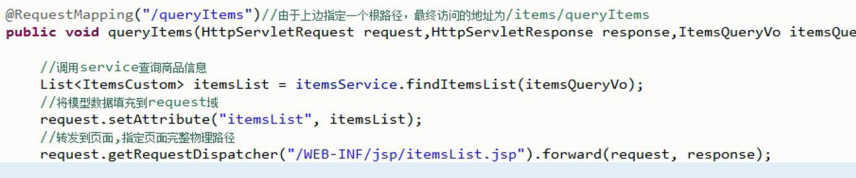 @RequestMapping("/queryItems")//由于上边指定一个根路径，最终访问的地址为/items/queryItems
public void queryItems(HttpServletRequest request,HttpServletResponse response,ItemsQueryVo itemsQue
//调用service查询商品信息
List<ItemsCustom> itemsList = itemsService.findItemsList(itemsQueryVo);
//将模型数据填充到request域
request.setAttribute("itemsList", itemsList);
//转发到页面,指定页面完整物理路径
request.getRequestDispatcher("/WEB-INF/jsp/itemsList.jsp").forward(request, response);